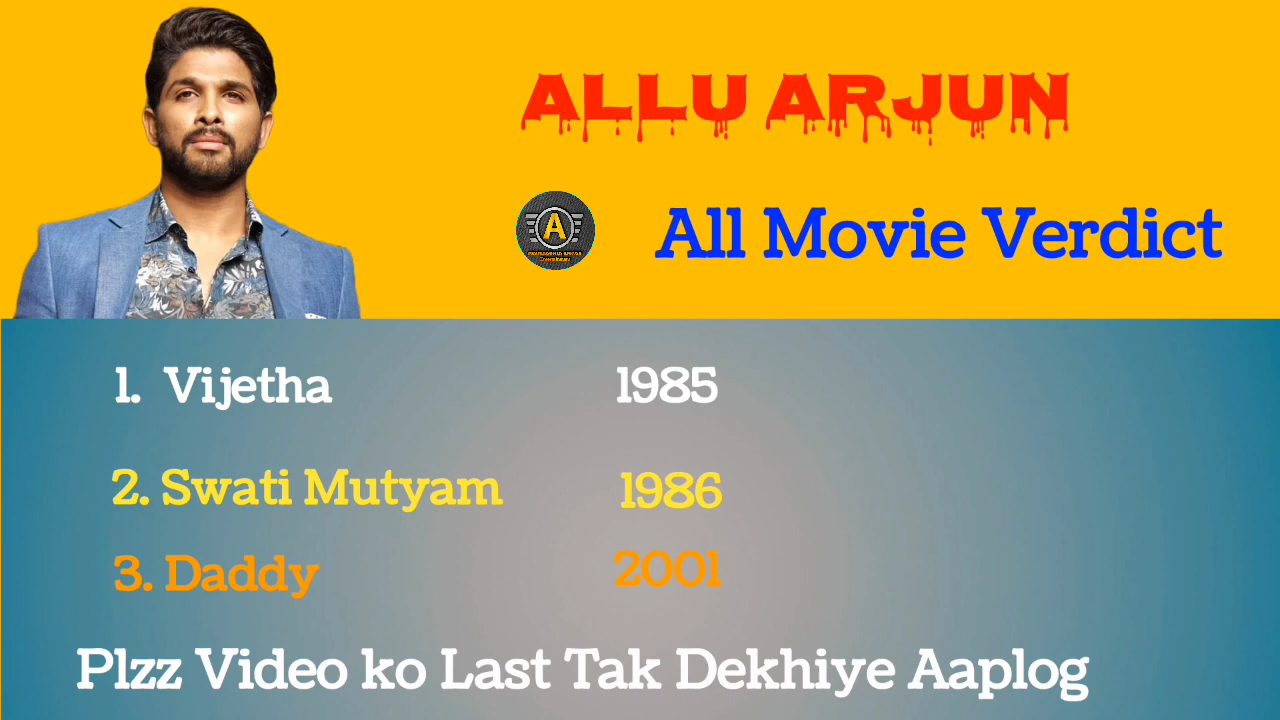 ALLU ARJUN
A
All Movie Verdict
1. Vijetha 1985
2. Swati Mutyam 1986
3. Daddy 2001
Plzz Video ko Last Tak Dekhiye Aaplog